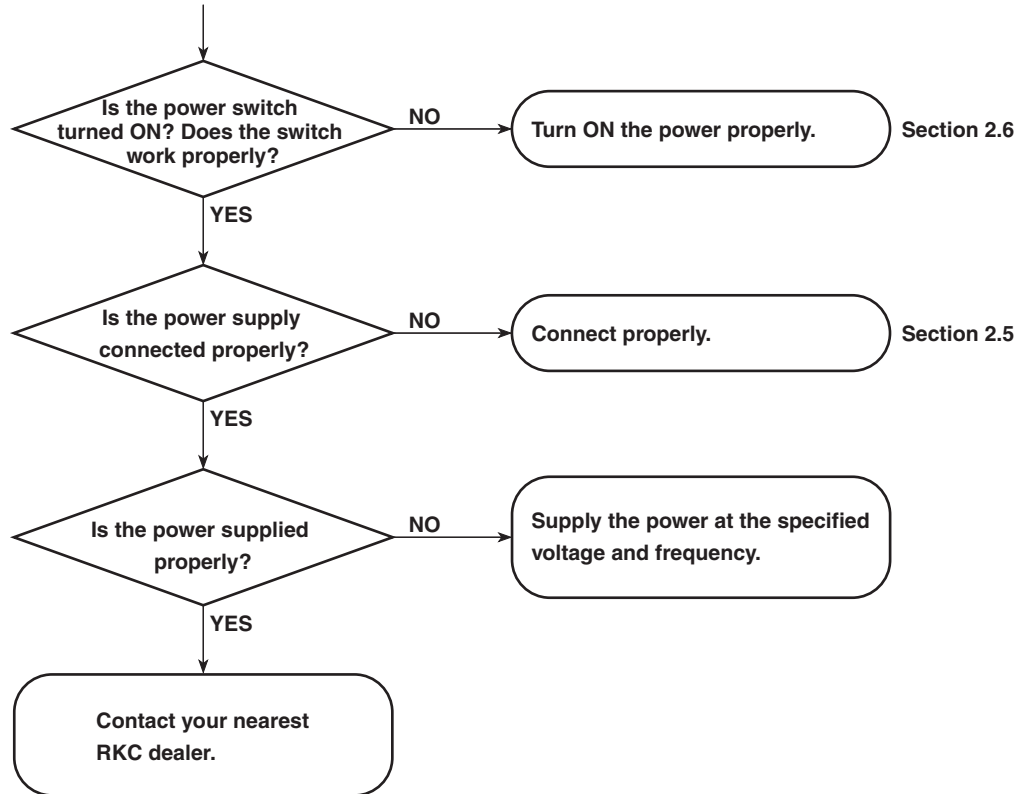 Is the power switch
turned ON? Does the switch
work properly?
NO
Turn ON the power properly.
Section 2.6
YES
Is the power supply
connected properly?
NO
Connect properly.
Section 2.5
YES
Is the power supplied
properly?
NO
Supply the power at the specified
voltage and frequency.
YES
Contact your nearest
RKC dealer.